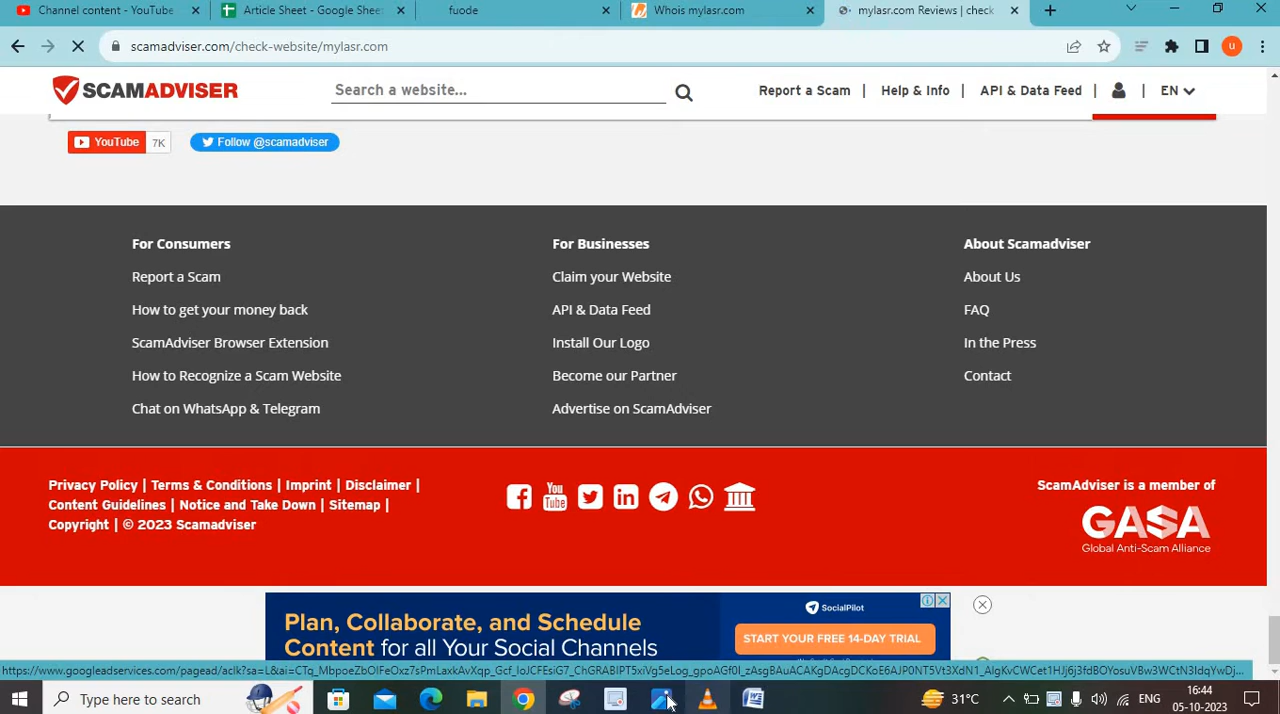 Channel content - YouTube
Article Sheet - Google Shee
fuode
Whois mylasr.com
mylasr.com Reviews | check
scamadviser.com/check-website/mylasr.com
u
SCAMADVISER
Search a website...
Report a Scam | Help & Info | API & Data Feed | | EN
YouTube 7K
Follow @scamadviser
For Consumers
Report a Scam
How to get your money back
ScamAdviser Browser Extension
How to Recognize a Scam Website
Chat on WhatsApp & Telegram
For Businesses
Claim your Website
API & Data Feed
Install Our Logo
Become our Partner
Advertise on ScamAdviser
About Scamadviser
About Us
FAQ
In the Press
Contact
Privacy Policy | Terms & Conditions | Imprint | Disclaimer |
Content Guidelines | Notice and Take Down | Sitemap |
Copyright | © 2023 Scamadviser
You Tube
ScamAdviser is a member of
GASA
Global Anti-Scam Alliance
Plan, Collaborate, and Schedule
Content for all Your Social Channels
SocialPilot
START YOUR FREE 14-DAY TRIAL
Type here to search
31°C
ENG
16:44
05-10-2023